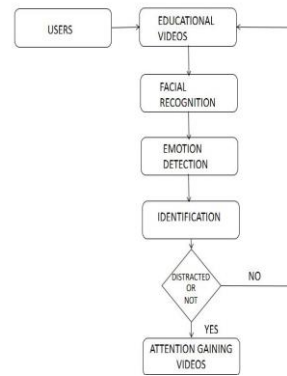 USERS
EDUCATIONAL
VIDEOS
FACIAL
RECOGNITION
EMOTION
DETECTION
IDENTIFICATION
DISTRACTED
OR
NOT
NO
YES
ATTENTION GAINING
VIDEOS